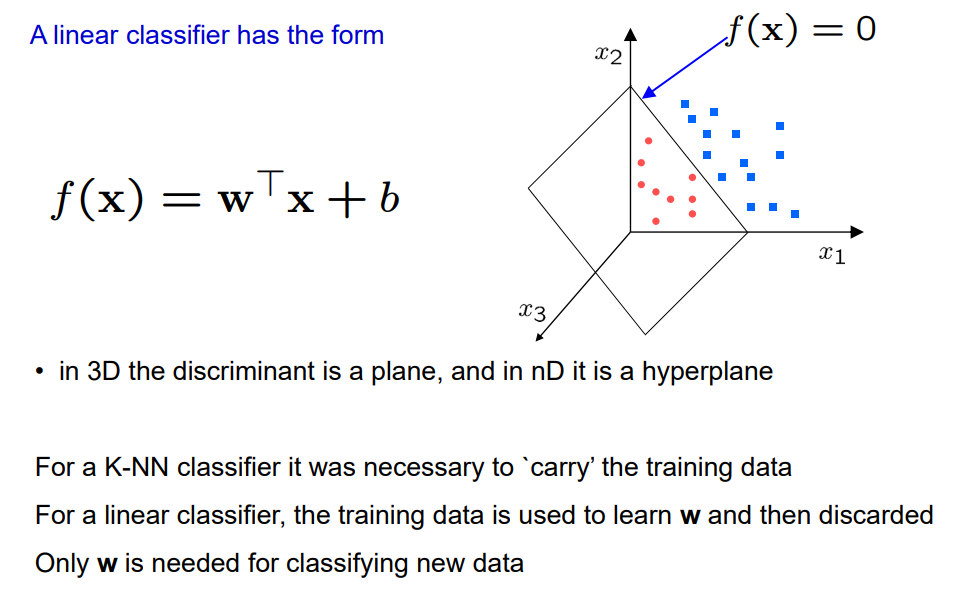 A linear classifier has the form
f(x) = 0
x2
f(x) = w⊤x + b
x1
x3
• in 3D the discriminant is a plane, and in nD it is a hyperplane
For a K-NN classifier it was necessary to `carry’ the training data
For a linear classifier, the training data is used to learn w and then discarded
Only w is needed for classifying new data